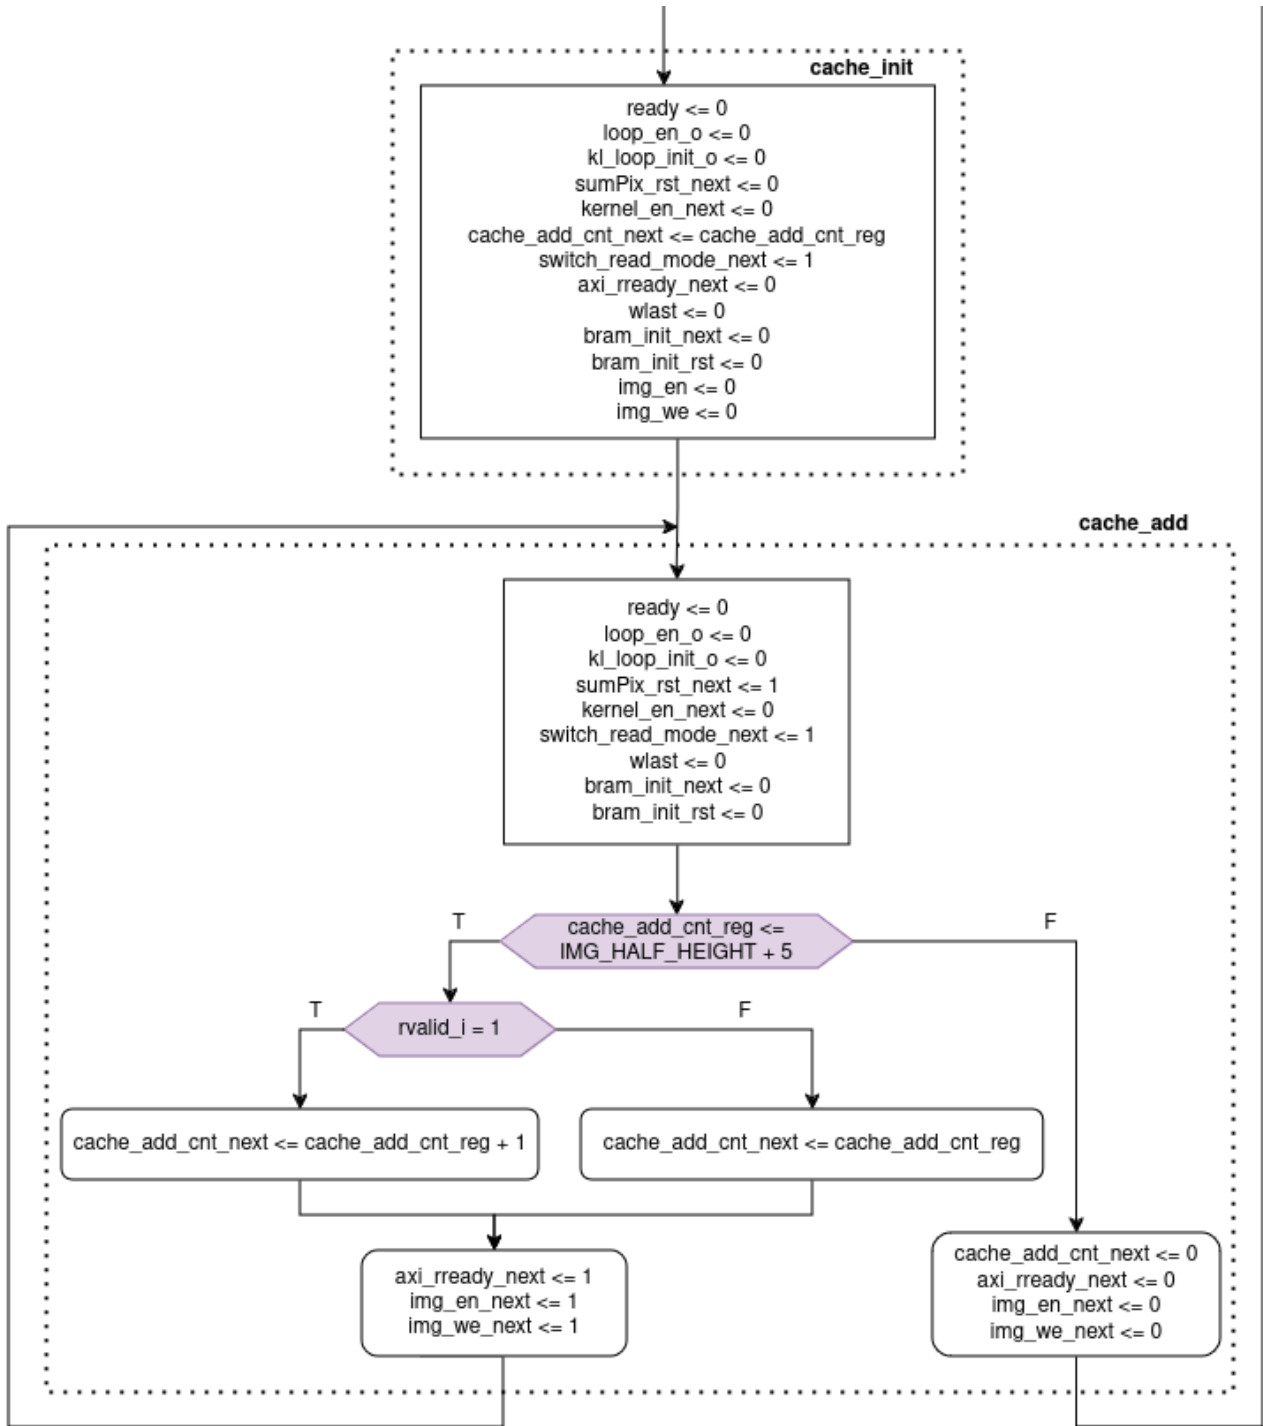 cache_init
ready <= 0
loop_en_o <= 0
kl_loop_init_o <= 0
sumPix_rst_next <= 0
kernel_en_next <= 0
cache_add_cnt_next <= cache_add_cnt_reg
switch_read_mode_next <= 1
axi_rready_next <= 0
wlast <= 0
bram_init_next <= 0
bram_init_rst <= 0
img_en <= 0
img_we <= 0
cache_add
ready <= 0
loop_en_o <= 0
kl_loop_init_o <= 0
sumPix_rst_next <= 1
kernel_en_next <= 0
switch_read_mode_next <= 1
wlast <= 0
bram_init_next <= 0
bram_init_rst <= 0
T
cache_add_cnt_reg <=
IMG_HALF_HEIGHT + 5
F
T
rvalid_i = 1
F
cache_add_cnt_next <= cache_add_cnt_reg + 1
cache_add_cnt_next <= cache_add_cnt_reg
axi_rready_next <= 1
img_en_next <= 1
img_we_next <= 1
cache_add_cnt_next <= 0
axi_rready_next <= 0
img_en_next <= 0
img_we_next <= 0